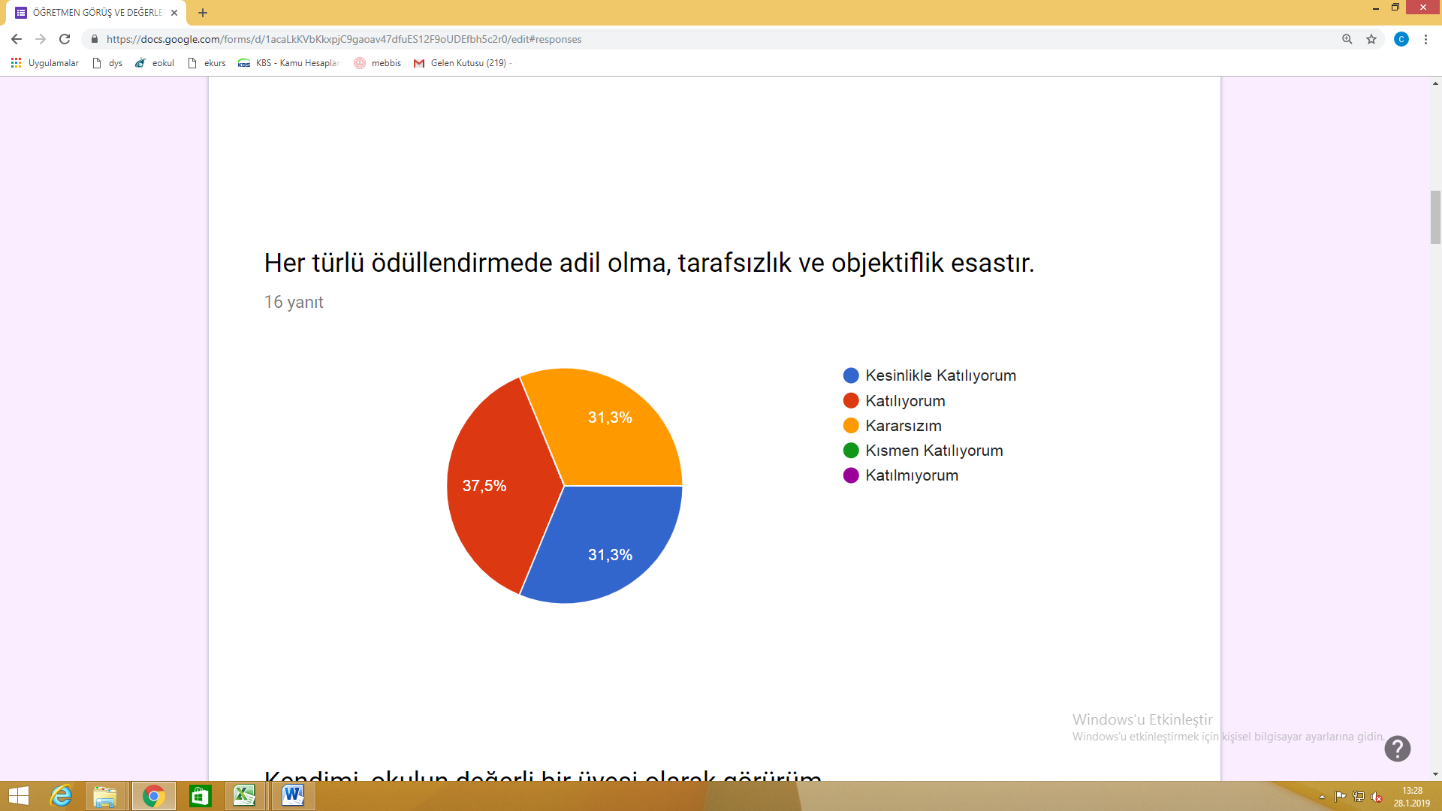 ÖĞRETMEN GÖRÜŞ VE DEĞERLE
https://docs.google.com/forms/d/1acaLkKVbKkxpjC9gaoav47dfuES12F9oUDEfbh5c2r0/edit#responses
Uygulamalar dys eokul ekurs KBS - Kamu Hesapları mebbis Gelen Kutusu (219) -
Her türlü ödüllendirmede adil olma, tarafsızlık ve objektiflik esastır.
16 yanıt
31,3%
37,5%
31,3%
Kesinlikle Katılıyorum
Katılıyorum
Kararsızım
Kısmen Katılıyorum
Katılmıyorum
Windows'u Etkinleştir
Windows'u etkinleştirmek için kişisel bilgisayar ayarlarına gidin.
Kendimi, okulun değerli bir üyesi olarak görürüm.
13:28
28.1.2019